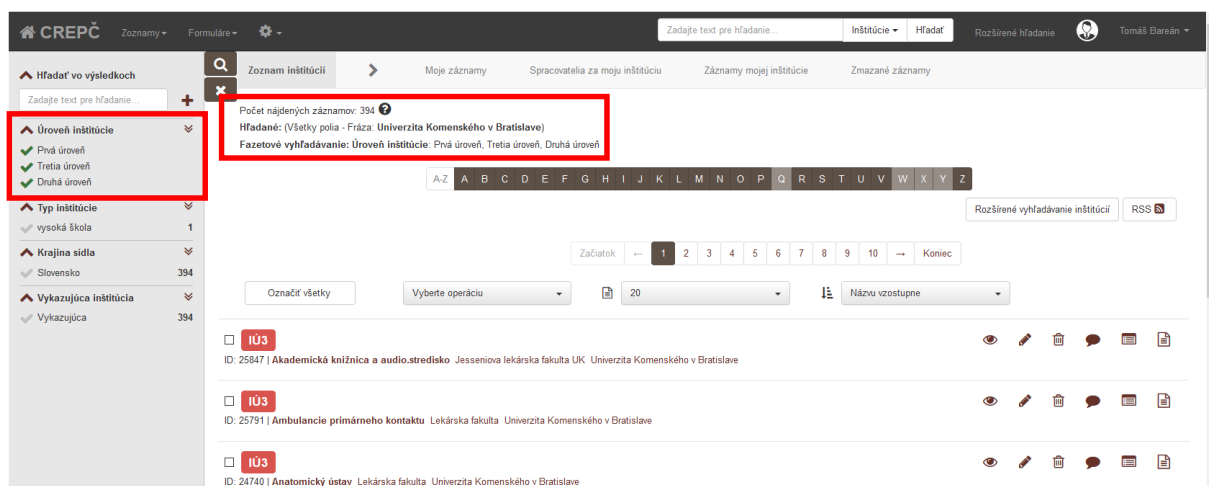 CREPČ Zoznamy Formuláre Zadajte text pre hľadanie... Inštitúcie Hľadať Rozšírené hľadanie Tomáš Bareán
Hľadať vo výsledkoch
Zadajte text pre hľadanie...
Úroveň inštitúcie
Prvá úroveň
Tretia úroveň
Druhá úroveň
Typ inštitúcie
vysoká škola 1
Krajina sídla
Slovensko 394
Vykazujúca inštitúcia
Vykazujúca 394
Zoznam inštitúcií Moje záznamy Spracovatelia za moju inštitúciu Záznamy mojej inštitúcie Zmazané záznamy
Počet nájdených záznamov: 394
Hľadané: (Všetky polia - Fráza: Univerzita Komenského v Bratislave)
Fazetové vyhľadávanie: Úroveň inštitúcie: Prvá úroveň, Tretia úroveň, Druhá úroveň
A-Z A B C D E F G H I J K L M N O P Q R S T U V W X Y Z
Rozšírené vyhľadávanie inštitúcií RSS
Začiatok ← 1 2 3 4 5 6 7 8 9 10 → Koniec
Označiť všetky Vyberte operáciu 20 Názvu vzostupne
IÚ3
ID: 25847 | Akademická knižnica a audio.stredisko Jesseniova lekárska fakulta UK Univerzita Komenského v Bratislave
IÚ3
ID: 25791 | Ambulancie primárneho kontaktu Lekárska fakulta Univerzita Komenského v Bratislave
IÚ3
ID: 24740 | Anatomický ústav Lekárska fakulta Univerzita Komenského v Bratislave